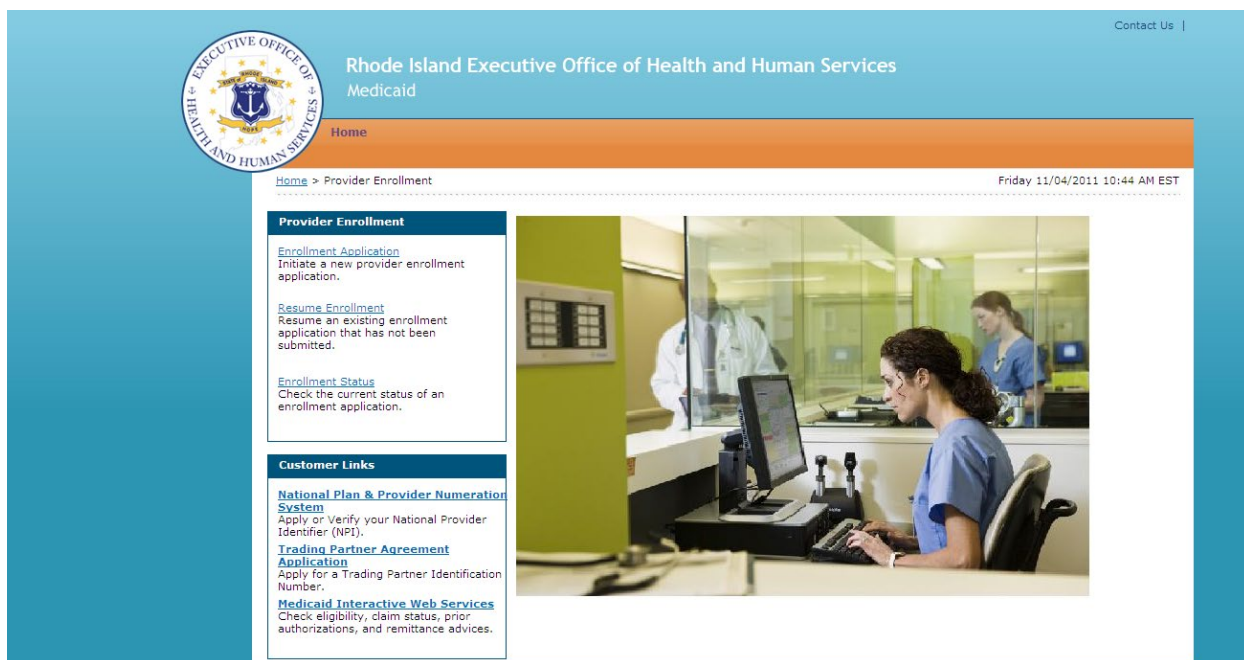 Contact Us |
EXECUTIVE OFFICE OF
HEALTH AND HUMAN SERVICES
STATE OF RHODE ISLAND
HOPE
Rhode Island Executive Office of Health and Human Services
Medicaid
Home
Home > Provider Enrollment
Friday 11/04/2011 10:44 AM EST
Provider Enrollment
Enrollment Application
Initiate a new provider enrollment
application.
Resume Enrollment
Resume an existing enrollment
application that has not been
submitted.
Enrollment Status
Check the current status of an
enrollment application.
Customer Links
National Plan & Provider Numeration
System
Apply or Verify your National Provider
Identifier (NPI).
Trading Partner Agreement
Application
Apply for a Trading Partner Identification
Number.
Medicaid Interactive Web Services
Check eligibility, claim status, prior
authorizations, and remittance advices.